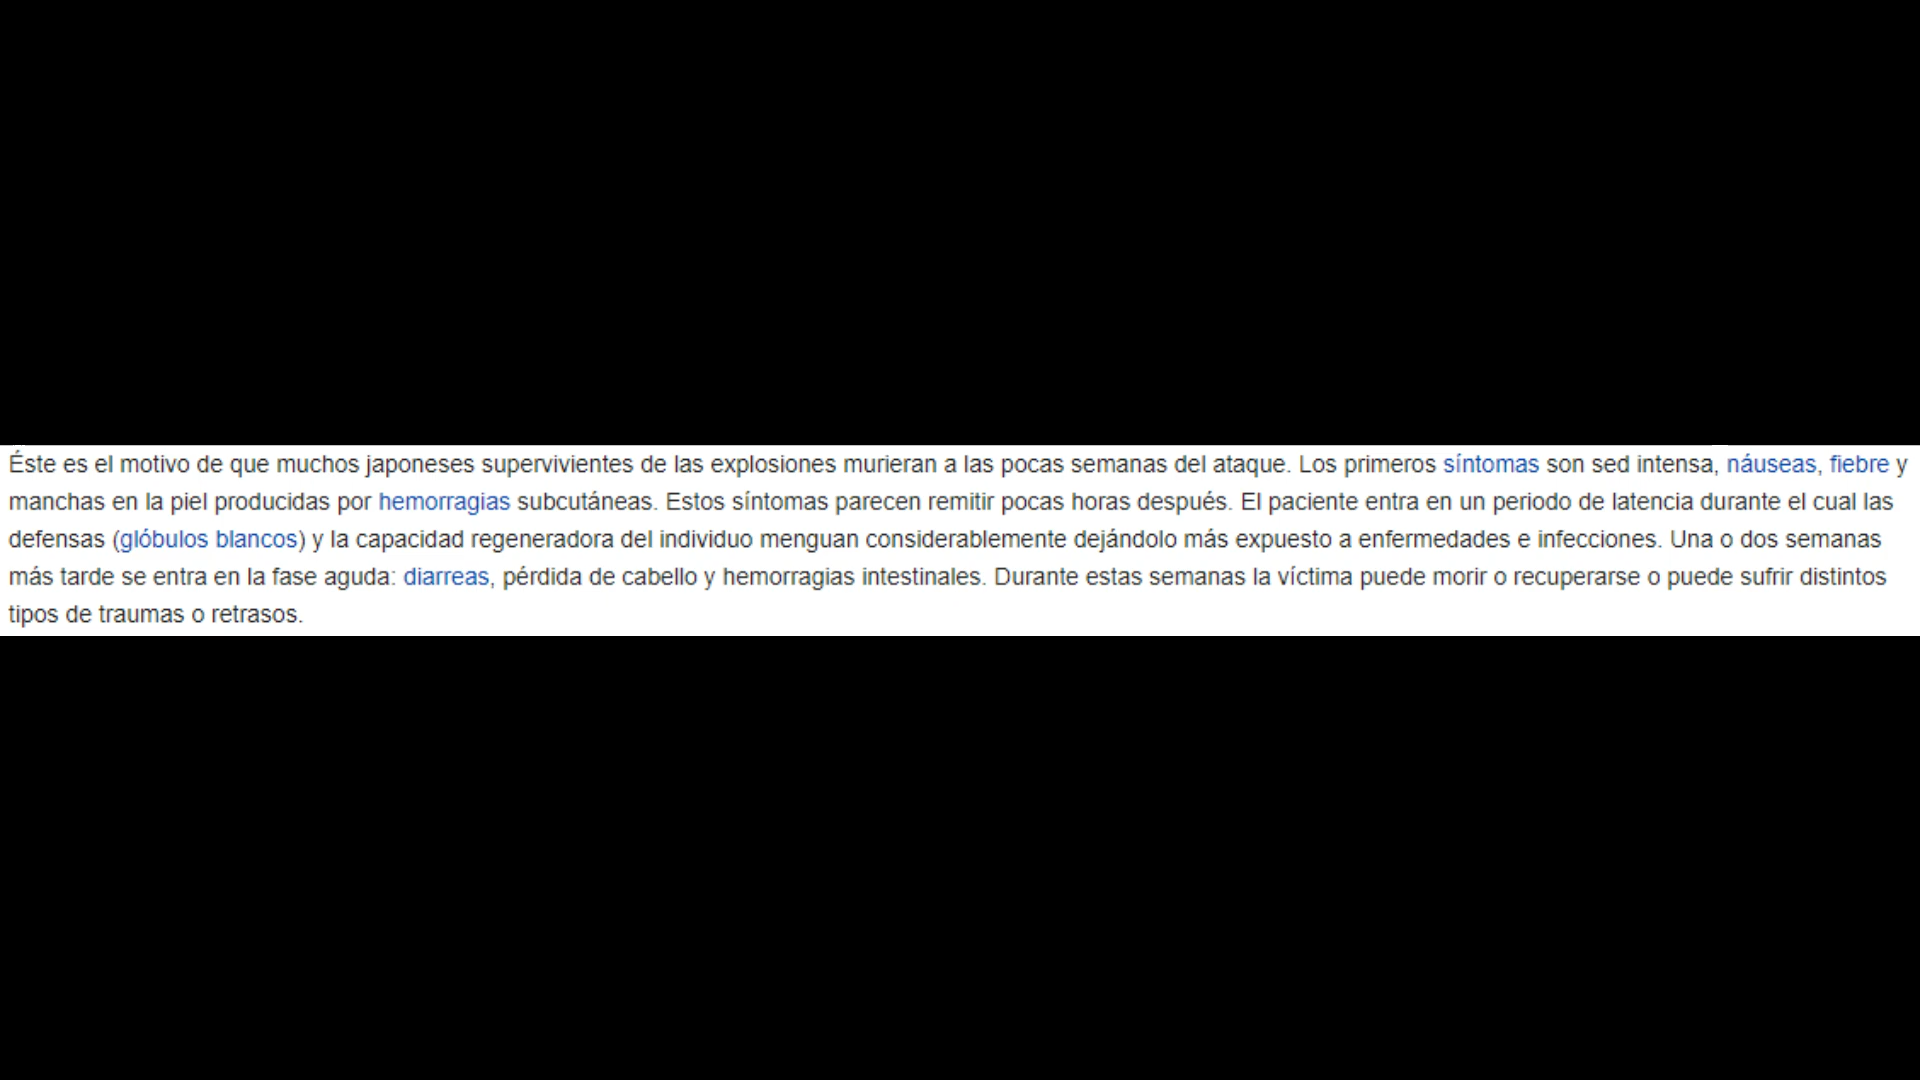 Éste es el motivo de que muchos japoneses supervivientes de las explosiones murieran a las pocas semanas del ataque. Los primeros síntomas son sed intensa, náuseas, fiebre y
manchas en la piel producidas por hemorragias subcutáneas. Estos síntomas parecen remitir pocas horas después. El paciente entra en un periodo de latencia durante el cual las
defensas (glóbulos blancos) y la capacidad regeneradora del individuo menguan considerablemente dejándolo más expuesto a enfermedades e infecciones. Una o dos semanas
más tarde se entra en la fase aguda: diarreas, pérdida de cabello y hemorragias intestinales. Durante estas semanas la víctima puede morir o recuperarse o puede sufrir distintos
tipos de traumas o retrasos.